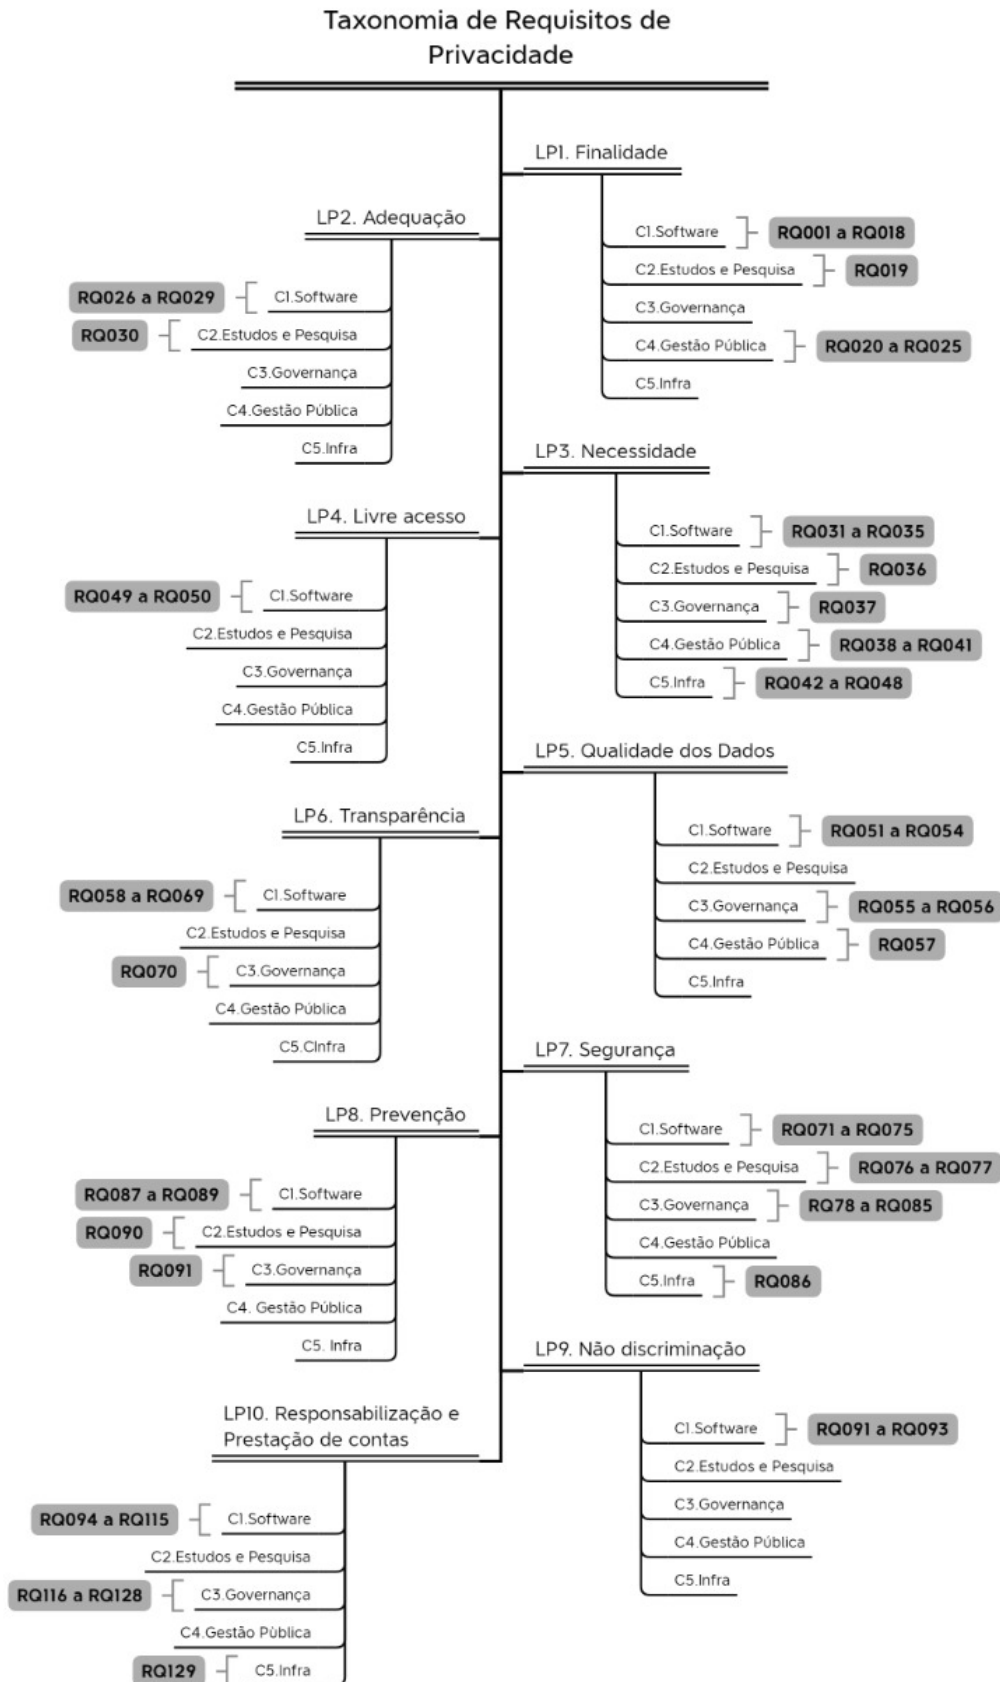 Taxonomia de Requisitos de
Privacidade
LP1. Finalidade
C1.Software
RQ001 a RQ018
C2.Estudos e Pesquisa
RQ019
C3.Governança
C4.Gestão Pública
RQ020 a RQ025
C5.Infra
LP2. Adequação
RQ026 a RQ029
C1.Software
RQ030
C2.Estudos e Pesquisa
C3.Governança
C4.Gestão Pública
C5.Infra
LP3. Necessidade
C1.Software
RQ031 a RQ035
C2.Estudos e Pesquisa
RQ036
C3.Governança
RQ037
C4.Gestão Pública
RQ038 a RQ041
C5.Infra
RQ042 a RQ048
LP4. Livre acesso
RQ049 a RQ050
C1.Software
C2.Estudos e Pesquisa
C3.Governança
C4.Gestão Pública
C5.Infra
LP5. Qualidade dos Dados
C1.Software
RQ051 a RQ054
C2.Estudos e Pesquisa
C3.Governança
RQ055 a RQ056
C4.Gestão Pública
RQ057
C5.Infra
LP6. Transparência
RQ058 a RQ069
C1.Software
C2.Estudos e Pesquisa
RQ070
C3.Governança
C4.Gestão Pública
C5.CInfra
LP7. Segurança
C1.Software
RQ071 a RQ075
C2.Estudos e Pesquisa
RQ076 a RQ077
C3.Governança
RQ78 a RQ085
C4.Gestão Pública
C5.Infra
RQ086
LP8. Prevenção
RQ087 a RQ089
C1.Software
RQ090
C2.Estudos e Pesquisa
RQ091
C3.Governança
C4. Gestão Pública
C5. Infra
LP9. Não discriminação
C1.Software
RQ091 a RQ093
C2.Estudos e Pesquisa
C3.Governança
C4.Gestão Pública
C5.Infra
LP10. Responsabilização e
Prestação de contas
RQ094 a RQ115
C1.Software
C2.Estudos e Pesquisa
RQ116 a RQ128
C3.Governança
C4.Gestão Pùblica
RQ129
C5.Infra